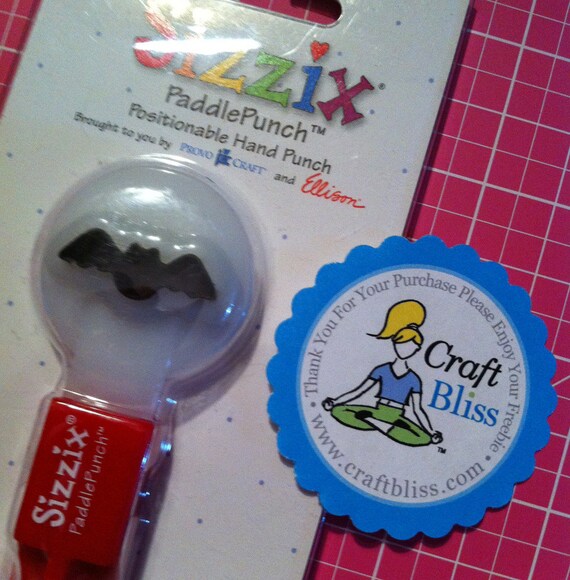 Sizzix®
PaddlePunch™
Positionable Hand Punch
Brought to you by PROVO CRAFT® and Ellison®
Sizzix®
PaddlePunch™
• Thank You For Your Purchase Please Enjoy Your Freebie •
Craft
Bliss
™
www.craftbliss.com